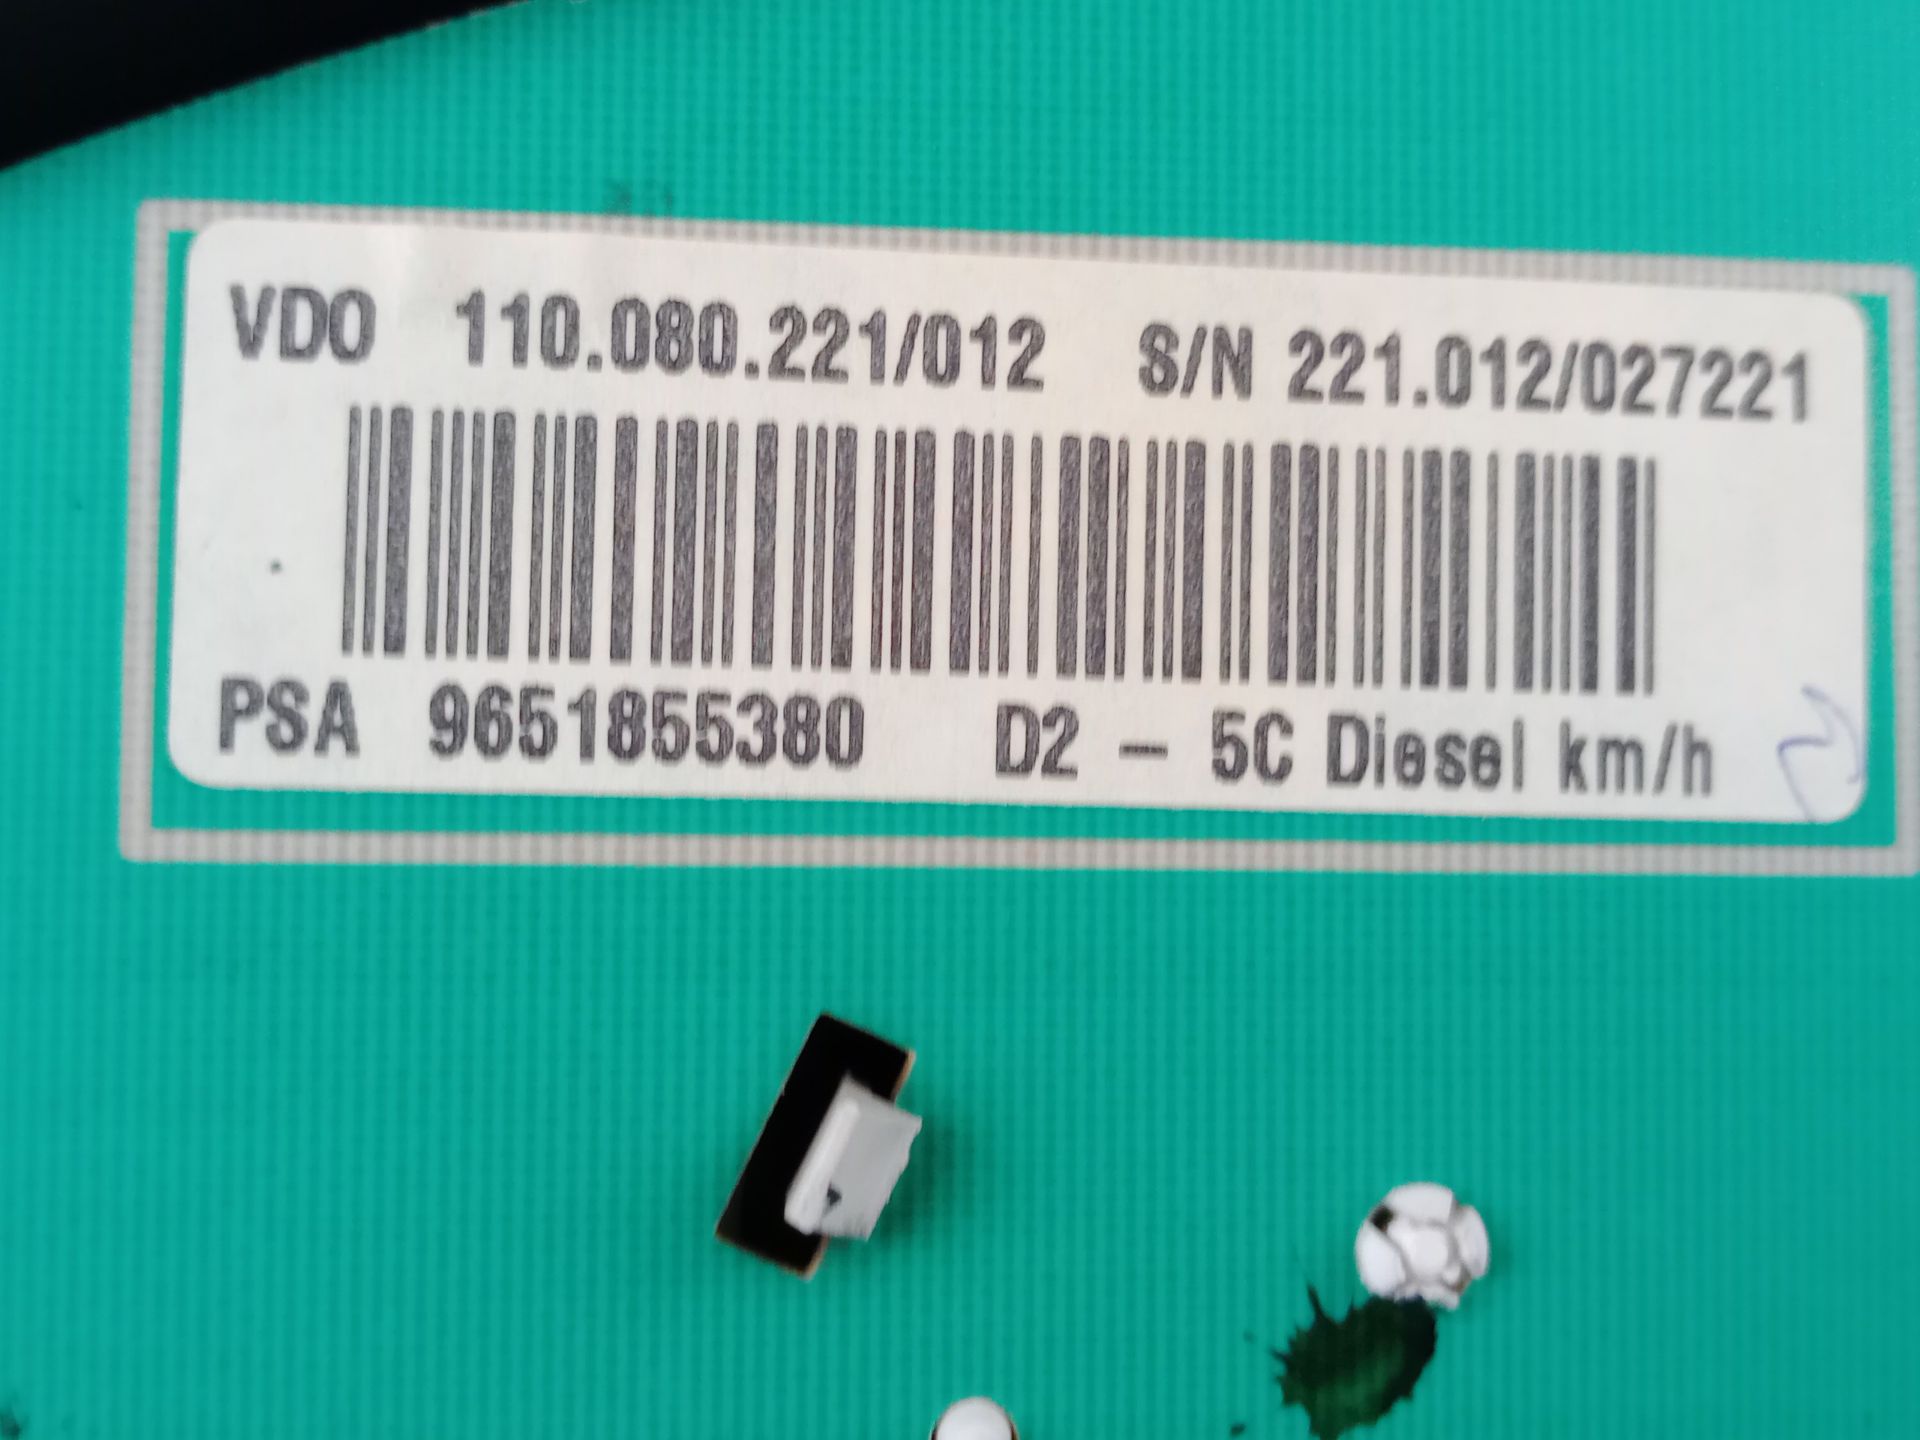 VDO 110.080.221/012 S/N 221.012/027221
PSA 9651855380 D2 – 5C Diesel km/h